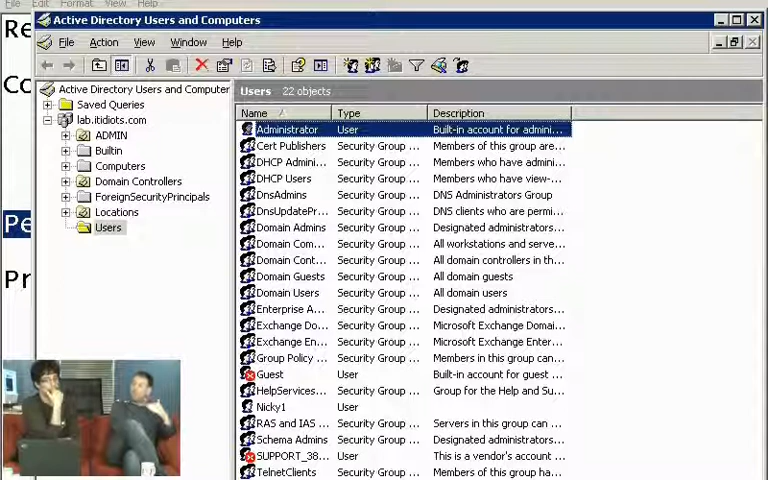 File Edit Format View Help
Active Directory Users and Computers
Re
File Action View Window Help
Co
Active Directory Users and Computer
Users 22 objects
Saved Queries
lab.itidiots.com
ADMIN
Builtin
Computers
Domain Controllers
ForeignSecurityPrincipals
Locations
Users
Pe
Pr
Name Type Description
Administrator User Built-in account for admini...
Cert Publishers Security Group ... Members of this group are...
DHCP Admini... Security Group ... Members who have admini...
DHCP Users Security Group ... Members who have view-...
DnsAdmins Security Group ... DNS Administrators Group
DnsUpdatePr... Security Group ... DNS clients who are permi...
Domain Admins Security Group ... Designated administrators...
Domain Com... Security Group ... All workstations and serve...
Domain Cont... Security Group ... All domain controllers in th...
Domain Guests Security Group ... All domain guests
Domain Users Security Group ... All domain users
Enterprise A... Security Group ... Designated administrators...
Exchange Do... Security Group ... Microsoft Exchange Domai...
Exchange En... Security Group ... Microsoft Exchange Enter...
Group Policy ... Security Group ... Members in this group can...
Guest User Built-in account for guest ...
HelpServices... Security Group ... Group for the Help and Su...
Nicky1 User
RAS and IAS ... Security Group ... Servers in this group can ...
Schema Admins Security Group ... Designated administrators...
SUPPORT_38... User This is a vendor's account ...
TelnetClients Security Group ... Members of this group ha...